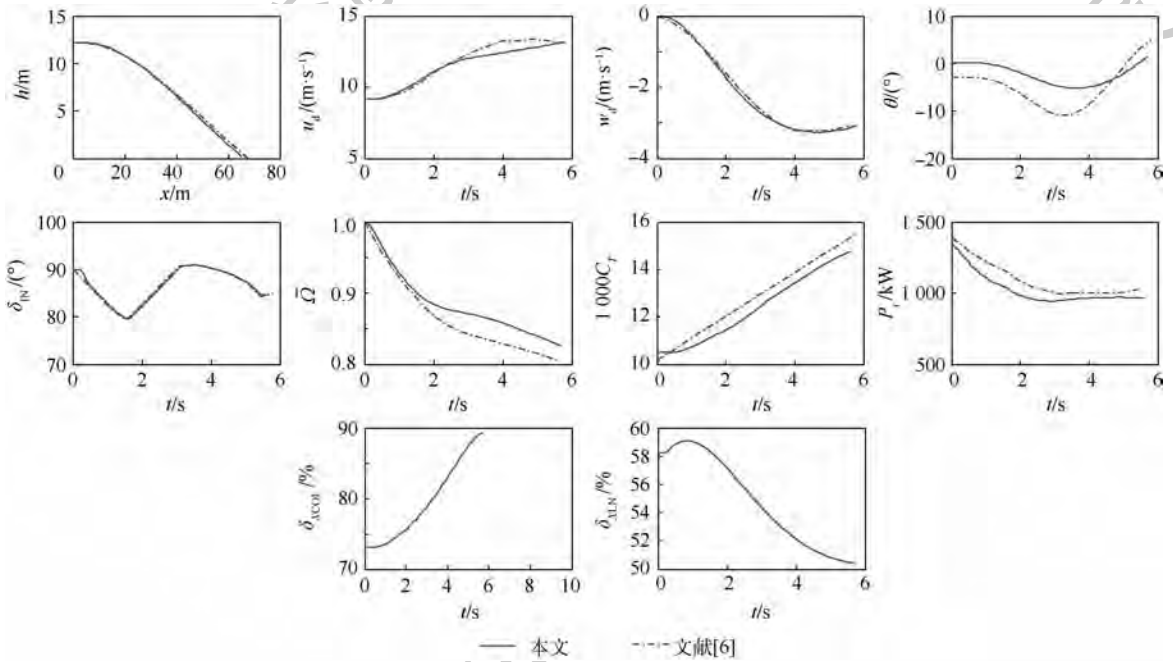 h/m
15
10
5
0 20 40 60 80
x/m
u_d/(m·s⁻¹)
15
10
5
0 2 4 6
t/s
w_d/(m·s⁻¹)
0
−2
−4
0 2 4 6
t/s
θ/(°)
10
0
−10
−20
0 2 4 6
t/s
δ_IN/(°)
100
90
80
70
0 2 4 6
t/s
Ω̄
1.0
0.9
0.8
0 2 4 6
t/s
1 000C_T
16
14
12
10
0 2 4 6
t/s
P_r/kW
1 500
1 000
500
0 2 4 6
t/s
δ_XCOL/%
90
80
70
0 2 4 6 8 10
t/s
δ_XLN/%
60
58
56
54
52
50
0 2 4 6
t/s
本文 文献[6]